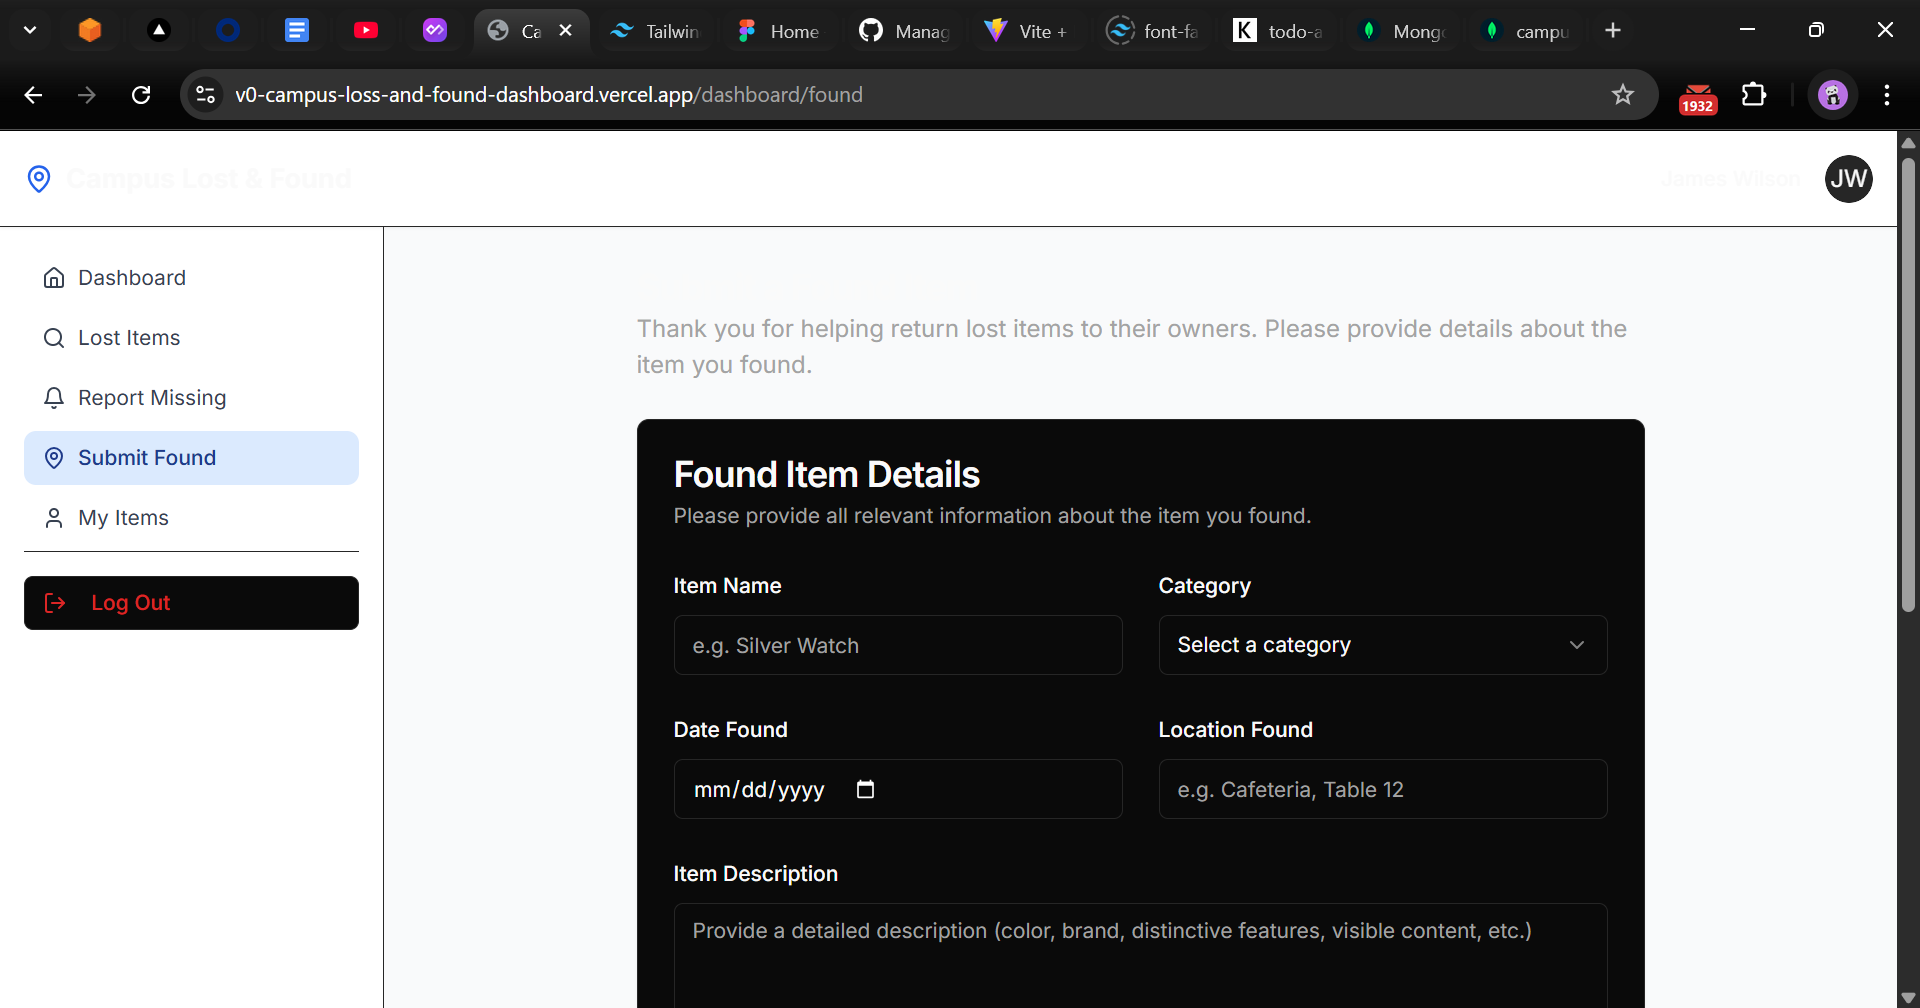 Ca
Tailwin
Home
Manag
Vite +
font-fa
K
todo-a
Mong
campu
v0-campus-loss-and-found-dashboard.vercel.app/dashboard/found
1932
Campus Lost & Found
James Wilson
JW
Dashboard
Lost Items
Report Missing
Submit Found
My Items
Log Out
Thank you for helping return lost items to their owners. Please provide details about the
item you found.
Found Item Details
Please provide all relevant information about the item you found.
Item Name
Category
e.g. Silver Watch
Select a category
Date Found
Location Found
mm/dd/yyyy
e.g. Cafeteria, Table 12
Item Description
Provide a detailed description (color, brand, distinctive features, visible content, etc.)